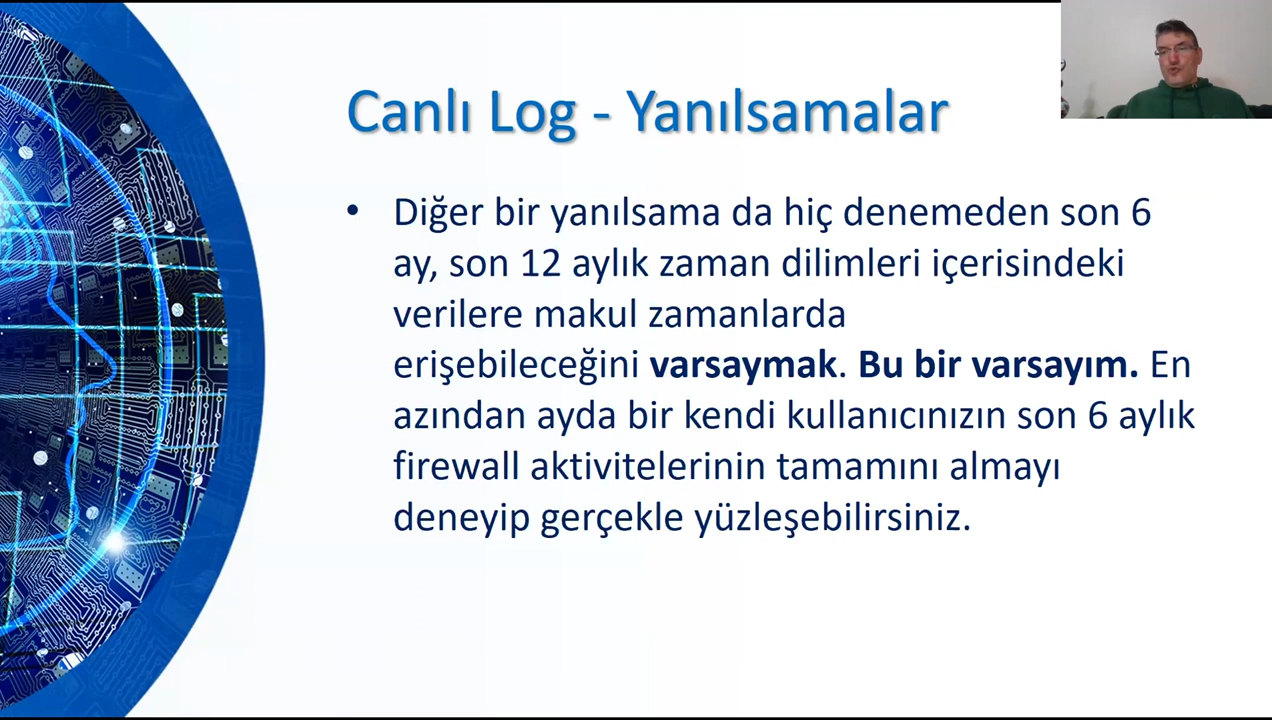 Canlı Log - Yanılsamalar
• Diğer bir yanılsama da hiç denemeden son 6
ay, son 12 aylık zaman dilimleri içerisindeki
verilere makul zamanlarda
erişebileceğini varsaymak. Bu bir varsayım. En
azından ayda bir kendi kullanıcınızın son 6 aylık
firewall aktivitelerinin tamamını almayı
deneyip gerçekle yüzleşebilirsiniz.